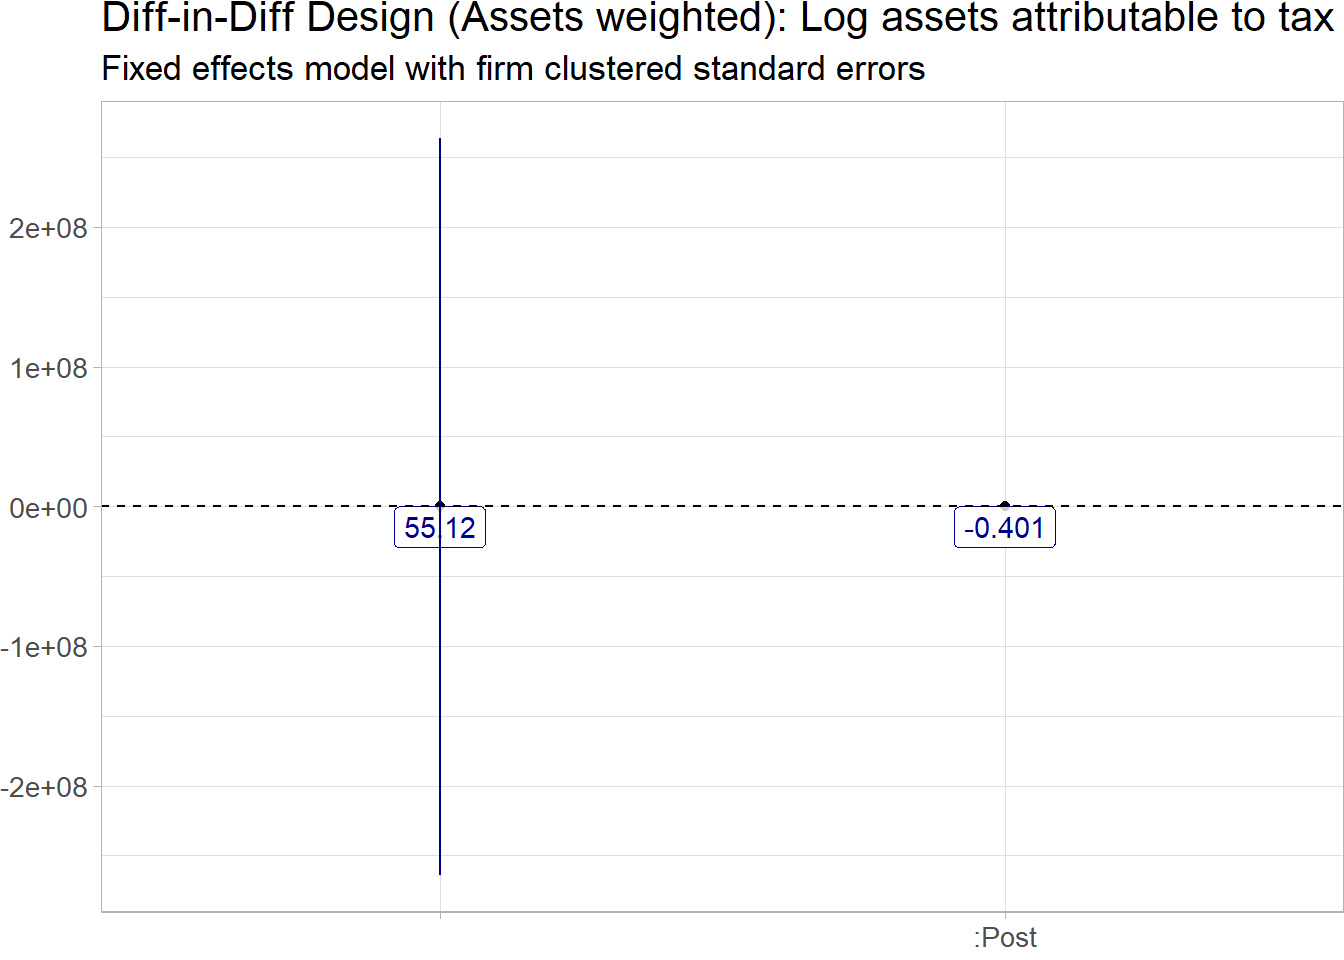 Diff-in-Diff Design (Assets weighted): Log assets attributable to tax
Fixed effects model with firm clustered standard errors
2e+08
1e+08
0e+00
-1e+08
-2e+08
55.12
-0.401
:Post